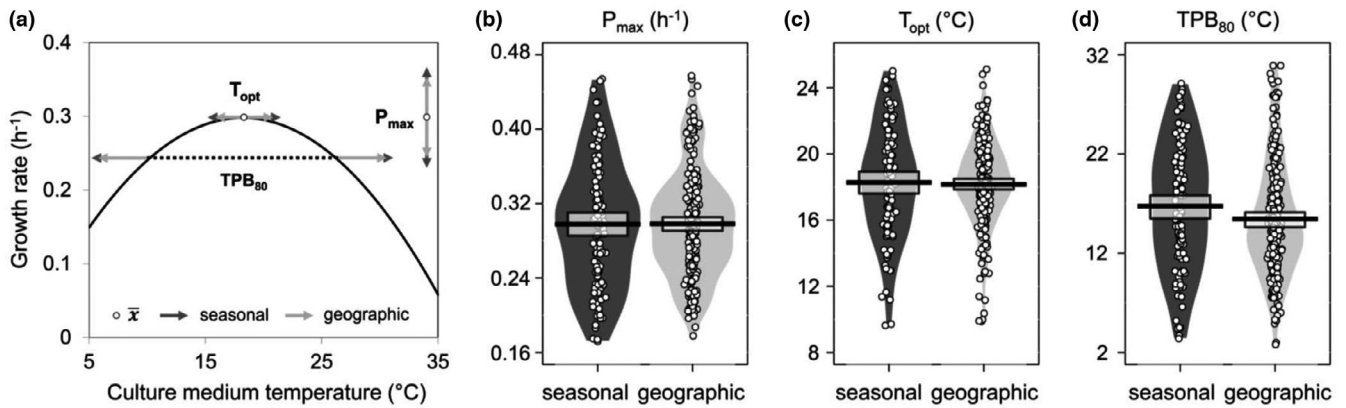 (a)
0.4
0.3
0.2
0.1
0
Growth rate (h⁻¹)
T_opt
P_max
TPB₈₀
x̄ seasonal geographic
5 15 25 35
Culture medium temperature (°C)
(b)
P_max (h⁻¹)
0.48
0.40
0.32
0.24
0.16
seasonal geographic
(c)
T_opt (°C)
24
20
16
12
8
seasonal geographic
(d)
TPB₈₀ (°C)
32
22
12
2
seasonal geographic